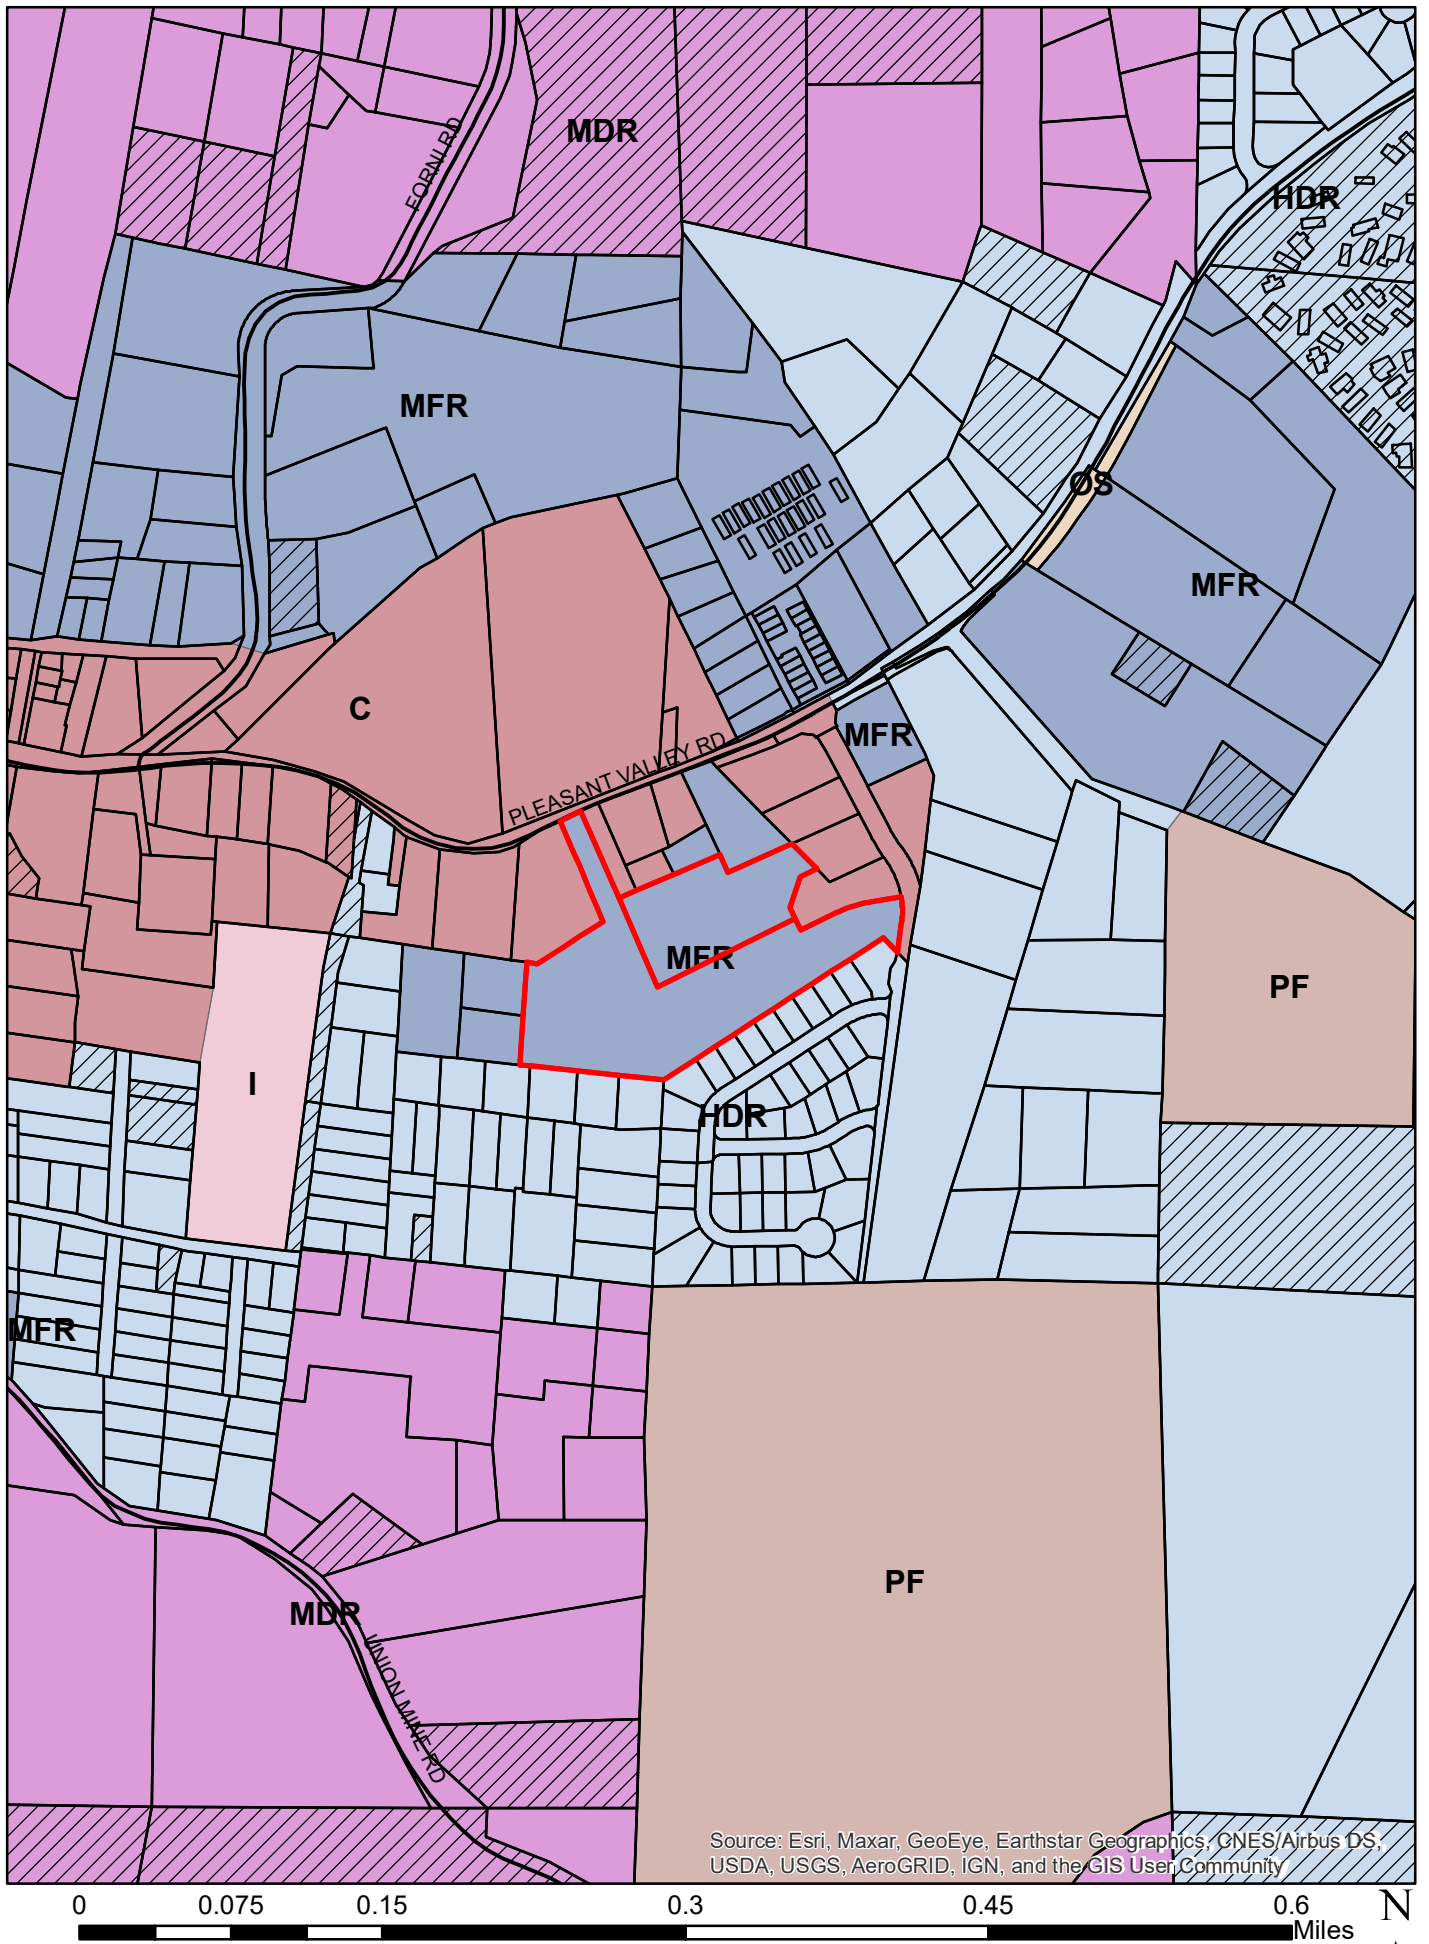 MDR
FORNI RD
HDR
MFR
OS
MFR
C
PLEASANT VALLEY RD
MFR
MFR
PF
I
HDR
MFR
PF
MDR
UNION MINE RD
Source: Esri, Maxar, GeoEye, Earthstar Geographics, CNES/Airbus DS,
USDA, USGS, AeroGRID, IGN, and the GIS User Community
0 0.075 0.15 0.3 0.45 0.6
Miles
N